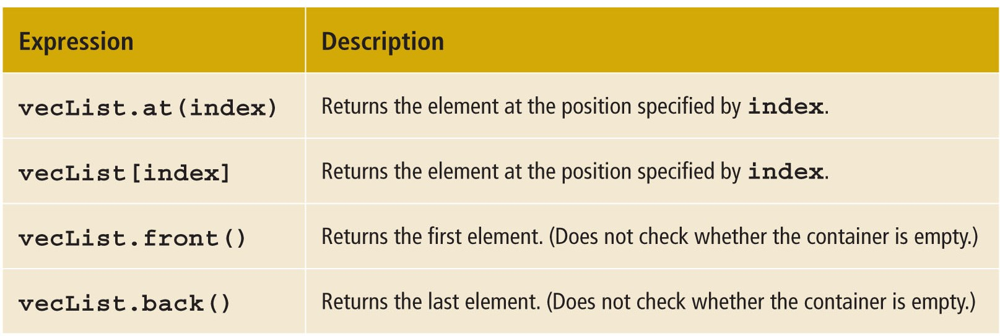 Expression Description
vecList.at(index) Returns the element at the position specified by index.
vecList[index] Returns the element at the position specified by index.
vecList.front() Returns the first element. (Does not check whether the container is empty.)
vecList.back() Returns the last element. (Does not check whether the container is empty.)